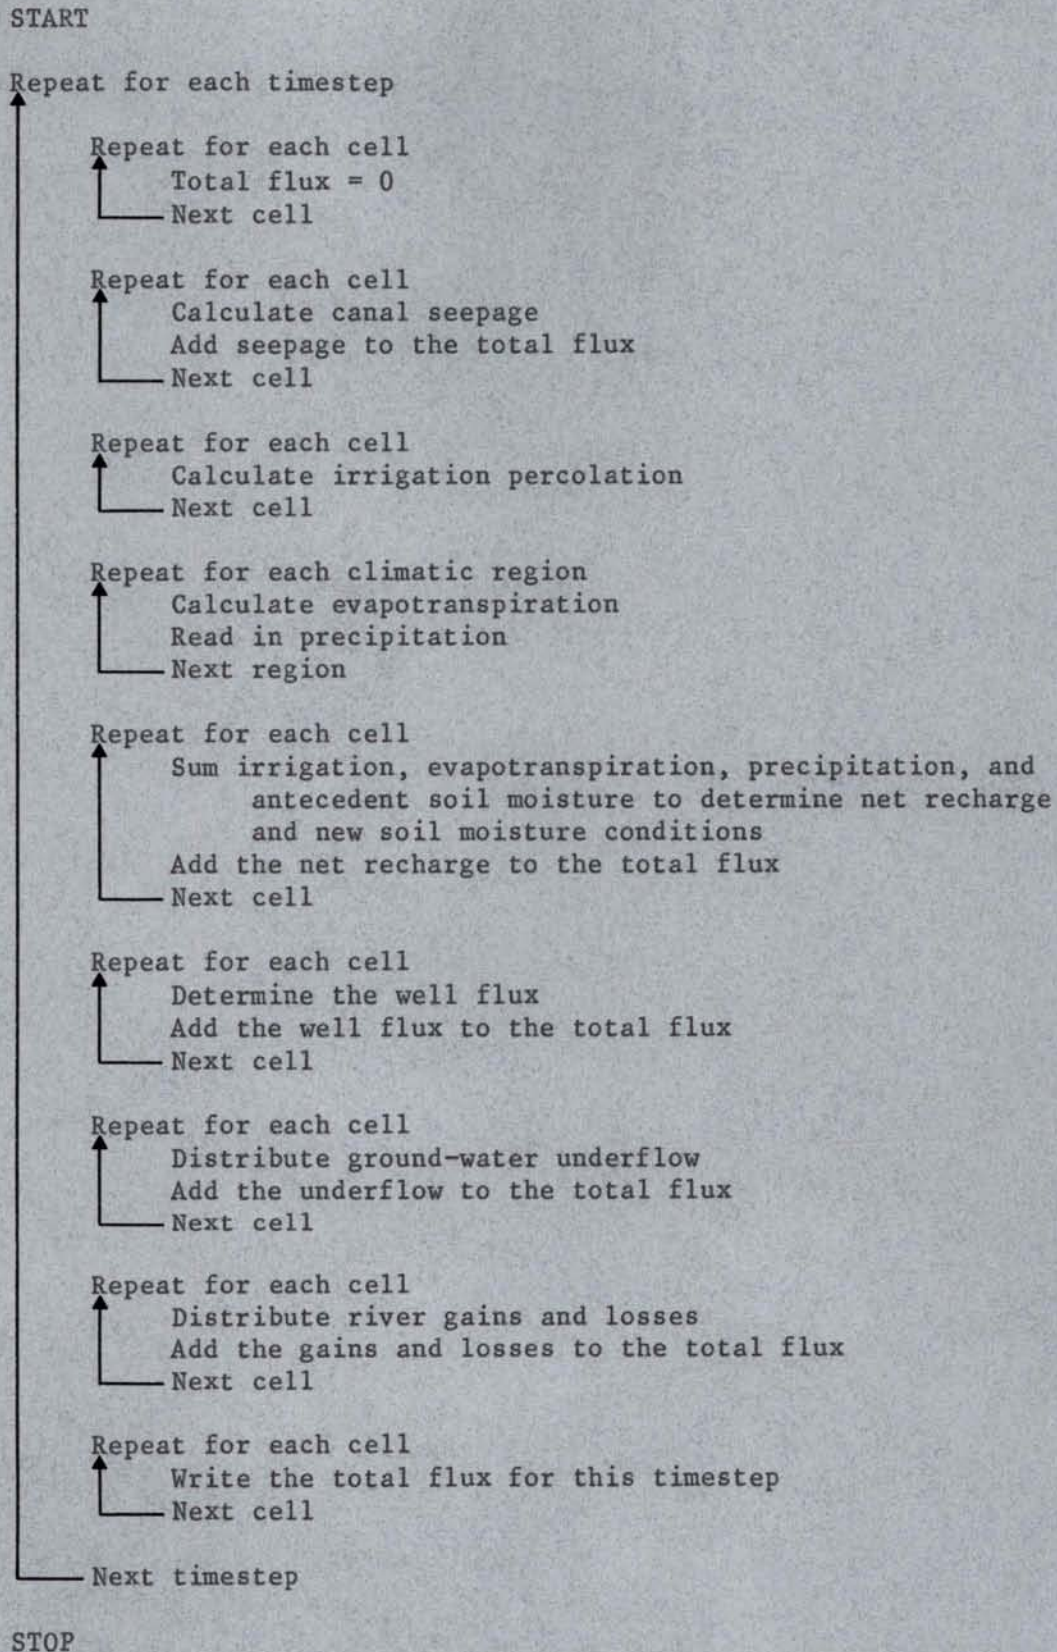 START
Repeat for each timestep
Repeat for each cell
Total flux = 0
Next cell
Repeat for each cell
Calculate canal seepage
Add seepage to the total flux
Next cell
Repeat for each cell
Calculate irrigation percolation
Next cell
Repeat for each climatic region
Calculate evapotranspiration
Read in precipitation
Next region
Repeat for each cell
Sum irrigation, evapotranspiration, precipitation, and
antecedent soil moisture to determine net recharge
and new soil moisture conditions
Add the net recharge to the total flux
Next cell
Repeat for each cell
Determine the well flux
Add the well flux to the total flux
Next cell
Repeat for each cell
Distribute ground-water underflow
Add the underflow to the total flux
Next cell
Repeat for each cell
Distribute river gains and losses
Add the gains and losses to the total flux
Next cell
Repeat for each cell
Write the total flux for this timestep
Next cell
Next timestep
STOP